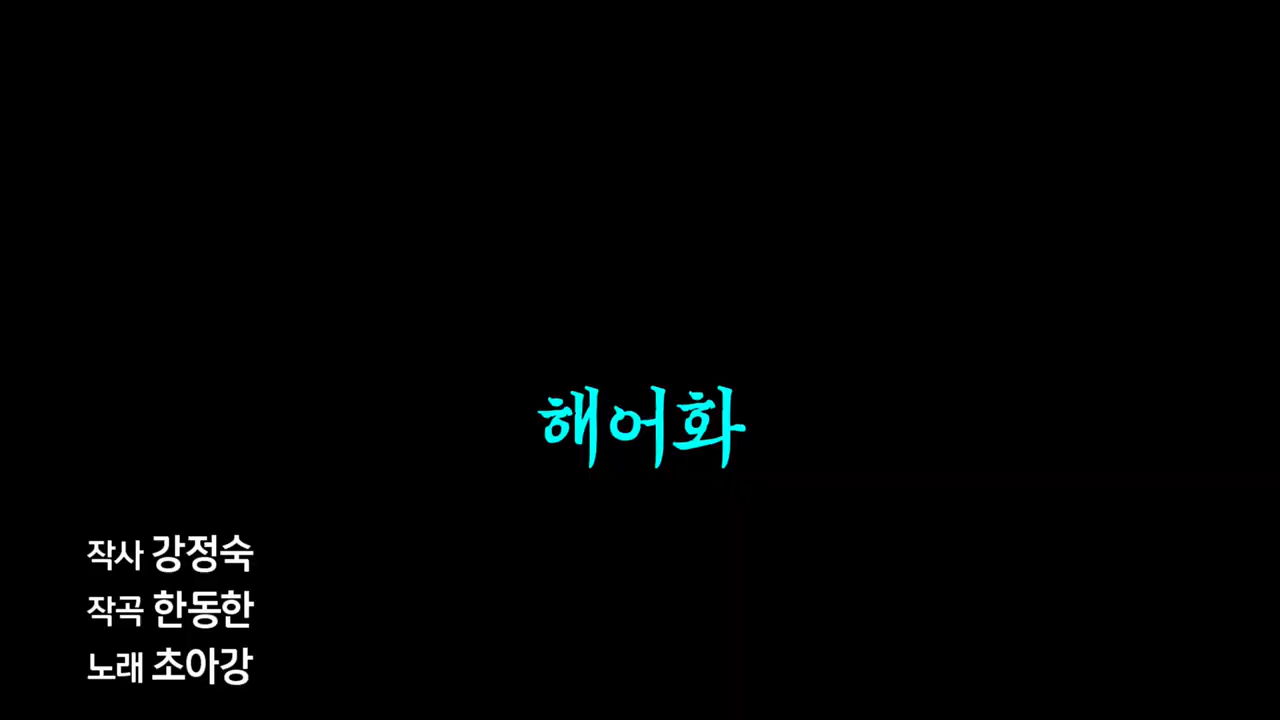 해어화
작사 강정숙
작곡 한동한
노래 초아강